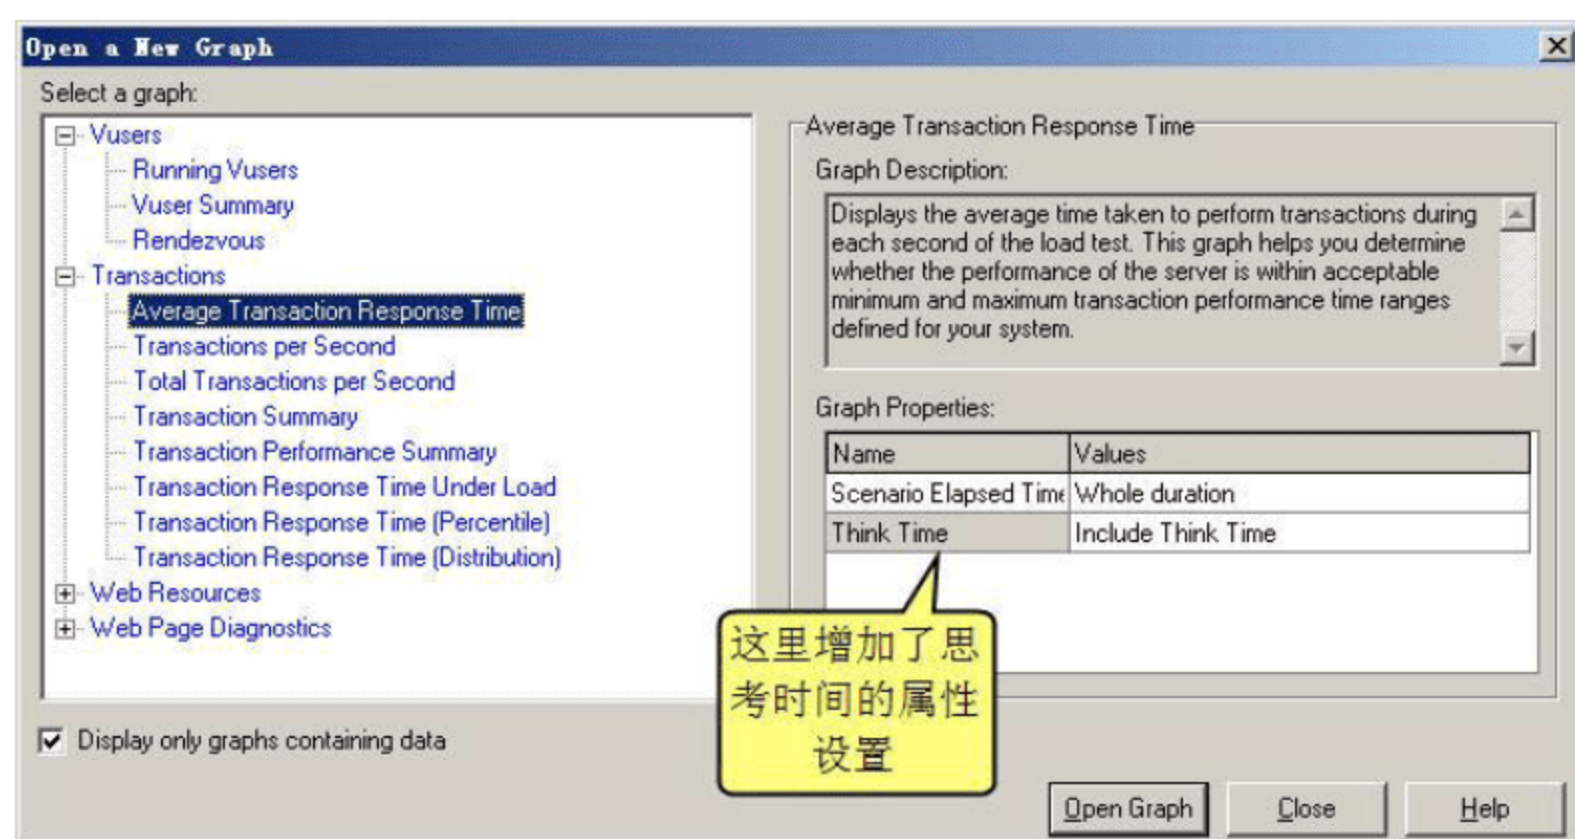 Open a New Graph
Select a graph:
Vusers
Running Vusers
Vuser Summary
Rendezvous
Transactions
Average Transaction Response Time
Transactions per Second
Total Transactions per Second
Transaction Summary
Transaction Performance Summary
Transaction Response Time Under Load
Transaction Response Time (Percentile)
Transaction Response Time (Distribution)
Web Resources
Web Page Diagnostics
Display only graphs containing data
Average Transaction Response Time
Graph Description:
Displays the average time taken to perform transactions during
each second of the load test. This graph helps you determine
whether the performance of the server is within acceptable
minimum and maximum transaction performance time ranges
defined for your system.
Graph Properties:
Name Values
Scenario Elapsed Time Whole duration
Think Time Include Think Time
这里增加了思
考时间的属性
设置
Open Graph Close Help